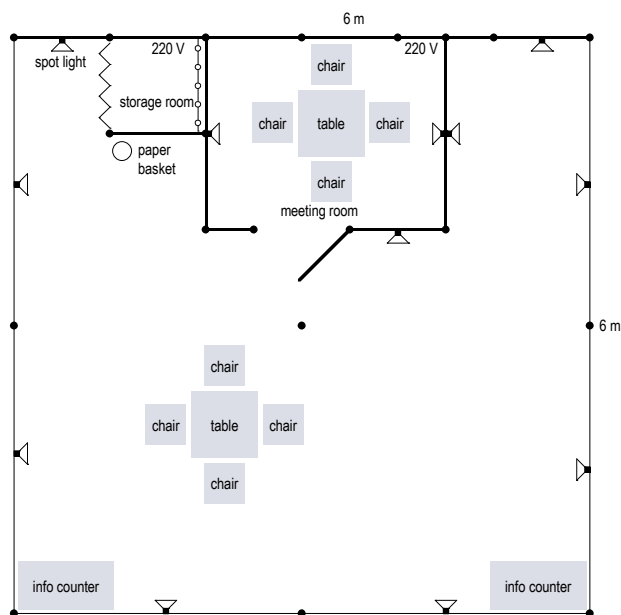 6 m
220 V
220 V
spot light
chair
storage room
chair
table
chair
paper
basket
chair
meeting room
6 m
chair
chair
table
chair
chair
info counter
info counter